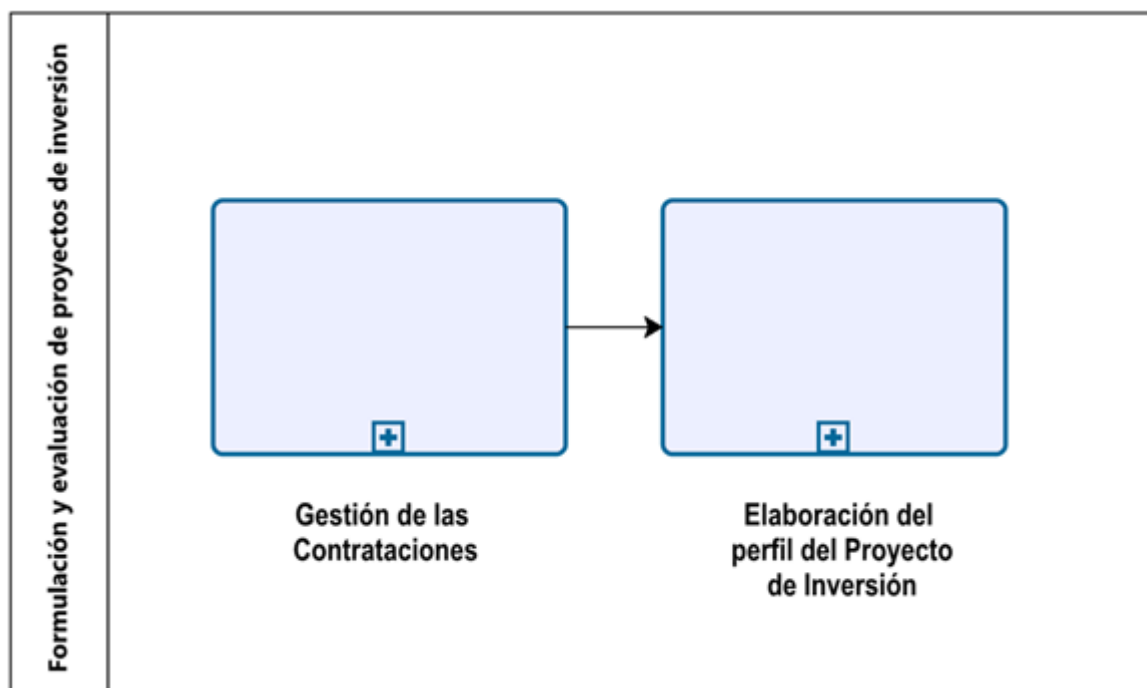 Formulación y evaluación de proyectos de inversión
Gestión de las
Contrataciones
Elaboración del
perfil del Proyecto
de Inversión